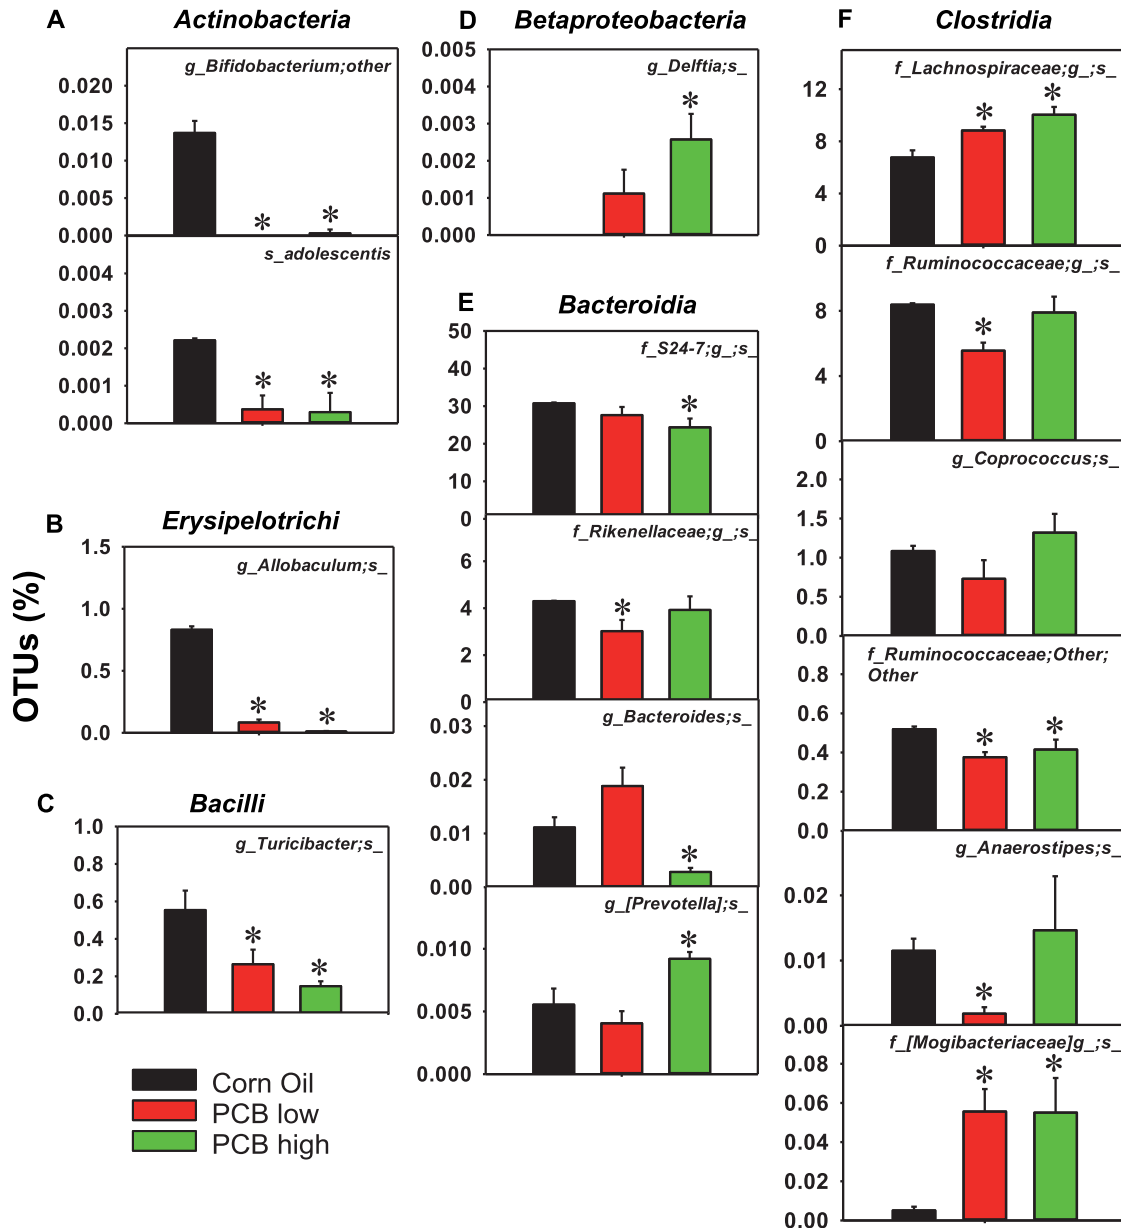 OTUs (%)
A
Actinobacteria
g_Bifidobacterium;other
0.020
0.015
0.010
0.005
0.000
*
*
s_adolescentis
0.004
0.003
0.002
0.001
0.000
*
*
B
Erysipelotrichi
g_Allobaculum;s_
1.5
1.0
0.5
0.0
*
*
C
Bacilli
g_Turicibacter;s_
1.0
0.8
0.6
0.4
0.2
0.0
*
*
Corn Oil
PCB low
PCB high
D
Betaproteobacteria
g_Delftia;s_
0.005
0.004
0.003
0.002
0.001
0.000
*
E
Bacteroidia
f_S24-7;g_;s_
50
40
30
20
10
0
*
f_Rikenellaceae;g_;s_
6
4
2
0
*
g_Bacteroides;s_
0.03
0.02
0.01
0.00
*
g_[Prevotella];s_
0.010
0.005
0.000
*
F
Clostridia
f_Lachnospiraceae;g_;s_
12
8
4
0
*
*
f_Ruminococcaceae;g_;s_
8
4
0
*
g_Coprococcus;s_
2.0
1.5
1.0
0.5
0.0
f_Ruminococcaceae;Other;
Other
0.8
0.6
0.4
0.2
0.0
*
*
g_Anaerostipes;s_
0.02
0.01
0.00
*
f_[Mogibacteriaceae]g_;s_
0.08
0.06
0.04
0.02
0.00
*
*